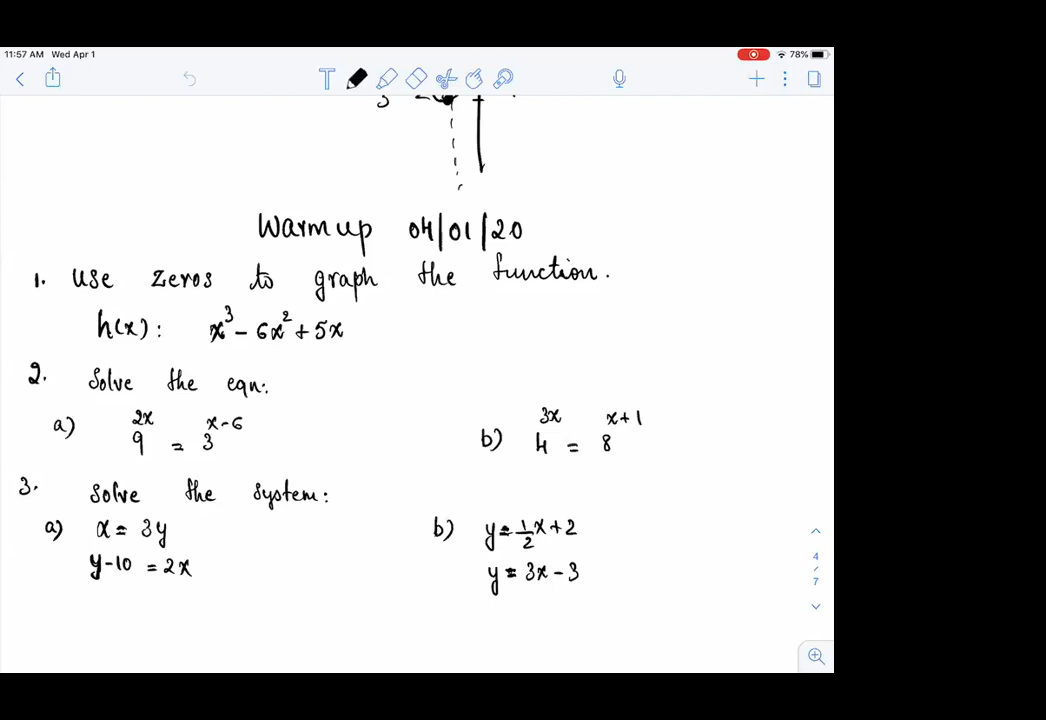 11:57 AM Wed Apr 1
78%
T
Warm up 04/01/20
1. Use zeros to graph the function.
h(x): x³ - 6x² + 5x
2. Solve the eqn:
a) 9^{2x} = 3^{x-6} b) 4^{3x} = 8^{x+1}
3. Solve the system:
a) x = 3y b) y = 1/2 x + 2
y - 10 = 2x y = 3x - 3
4
/
7